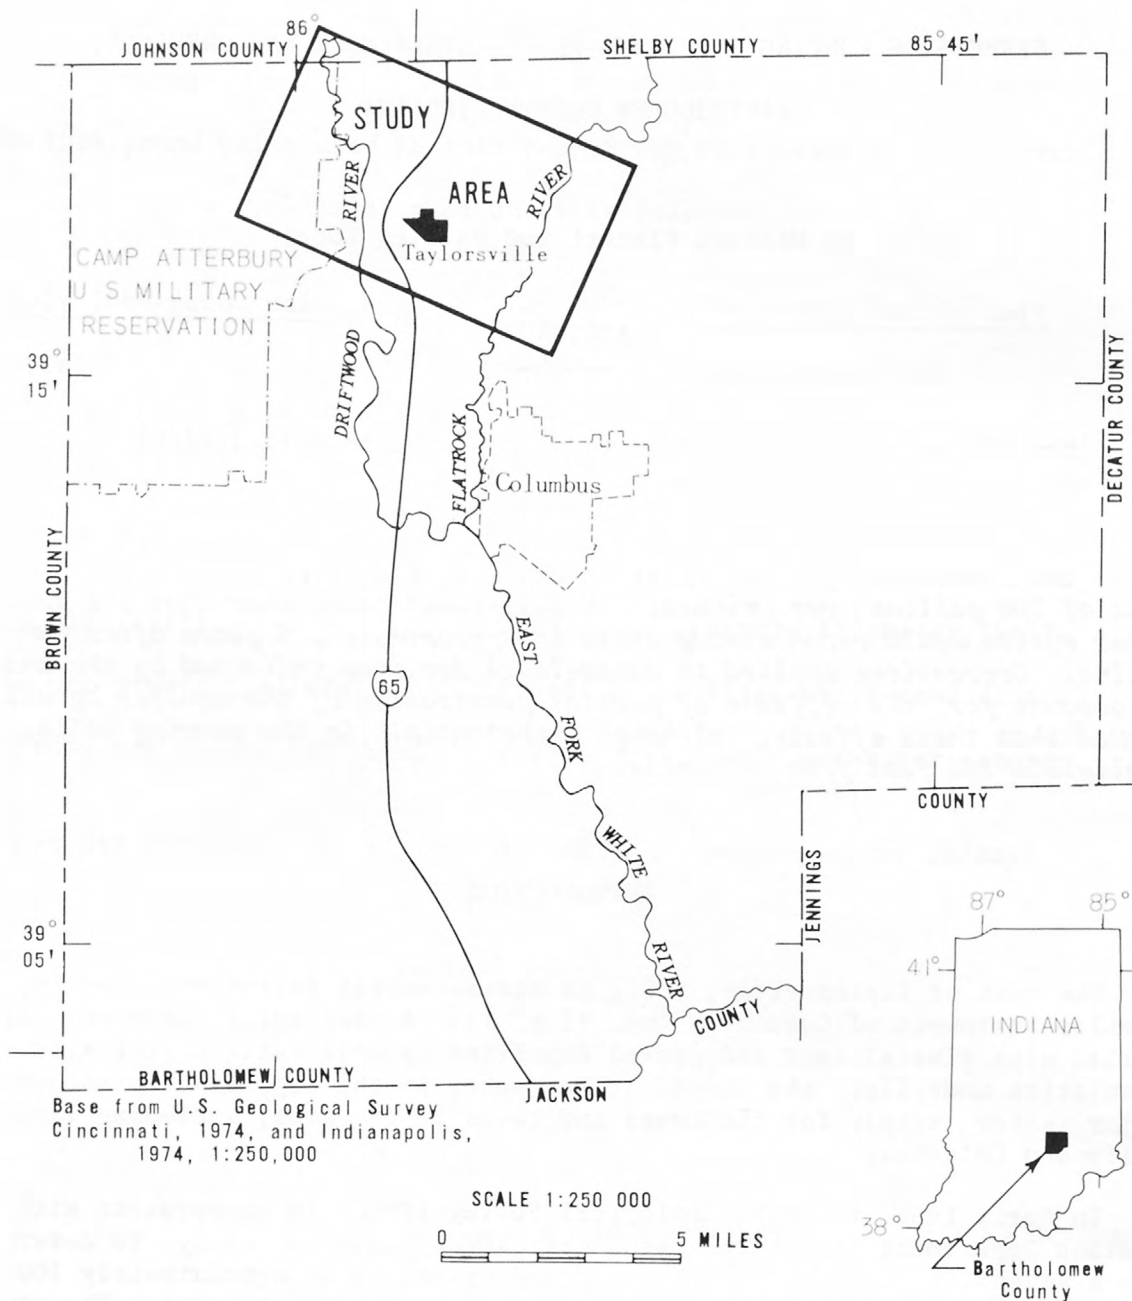 86°
JOHNSON COUNTY
SHELBY COUNTY
85°45'
STUDY
AREA
RIVER
RIVER
Taylorsville
CAMP ATTERBURY
U S MILITARY
RESERVATION
39°
15'
DRIFTWOOD
FLATROCK
Columbus
DECATUR COUNTY
BROWN COUNTY
EAST
FORK
WHITE
RIVER
65
COUNTY
JENNINGS
39°
05'
COUNTY
BARTHOLOMEW COUNTY
JACKSON
Base from U.S. Geological Survey
Cincinnati, 1974, and Indianapolis,
1974, 1:250,000
SCALE 1:250 000
0 5 MILES
87° 85°
41°
INDIANA
38°
Bartholomew
County